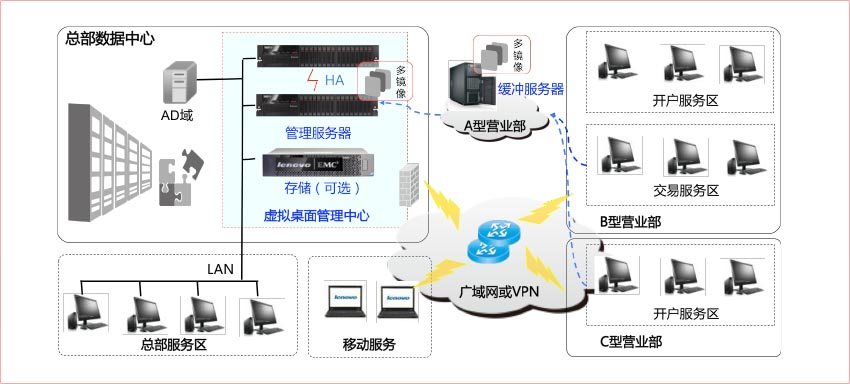 总部数据中心
HA
多
镜
像
AD域
管理服务器
lenovo EMC²
存储（可选）
虚拟桌面管理中心
多
镜
像
缓冲服务器
A型营业部
开户服务区
交易服务区
B型营业部
LAN
总部服务区
lenovo
lenovo
移动服务
广域网或VPN
开户服务区
C型营业部